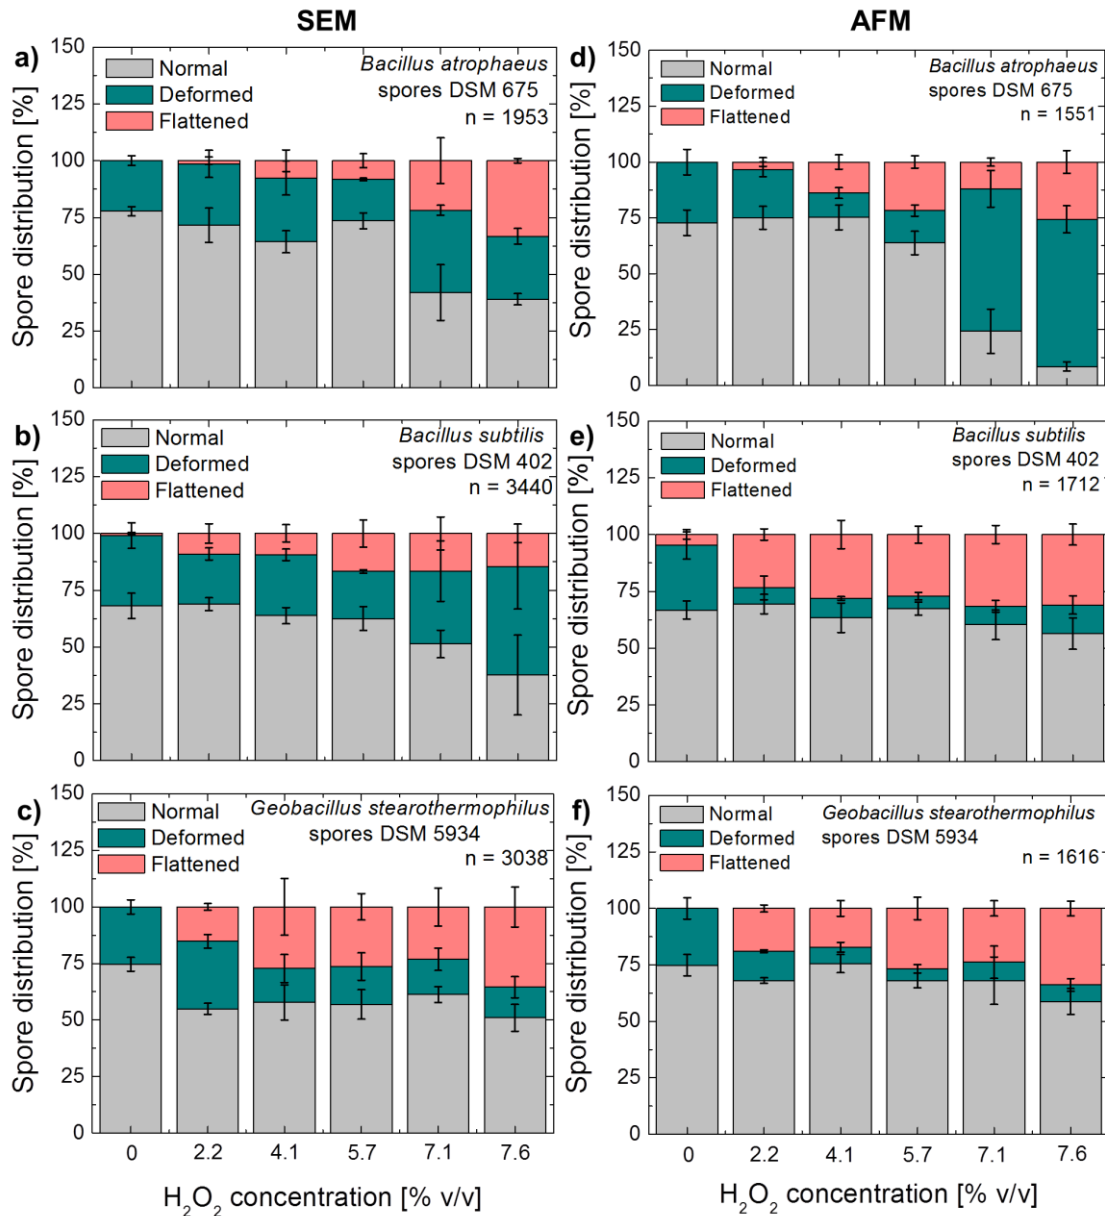 SEM
AFM
a)
150
125
100
75
50
25
0
Spore distribution [%]
Normal
Deformed
Flattened
Bacillus atrophaeus
spores DSM 675
n = 1953
d)
150
125
100
75
50
25
0
Spore distribution [%]
Normal
Deformed
Flattened
Bacillus atrophaeus
spores DSM 675
n = 1551
b)
150
125
100
75
50
25
0
Spore distribution [%]
Normal
Deformed
Flattened
Bacillus subtilis
spores DSM 402
n = 3440
e)
150
125
100
75
50
25
0
Spore distribution [%]
Normal
Deformed
Flattened
Bacillus subtilis
spores DSM 402
n = 1712
c)
150
125
100
75
50
25
0
Spore distribution [%]
Normal
Deformed
Flattened
Geobacillus stearothermophilus
spores DSM 5934
n = 3038
0 2.2 4.1 5.7 7.1 7.6
H₂O₂ concentration [% v/v]
f)
150
125
100
75
50
25
0
Spore distribution [%]
Normal
Deformed
Flattened
Geobacillus stearothermophilus
spores DSM 5934
n = 1616
0 2.2 4.1 5.7 7.1 7.6
H₂O₂ concentration [% v/v]